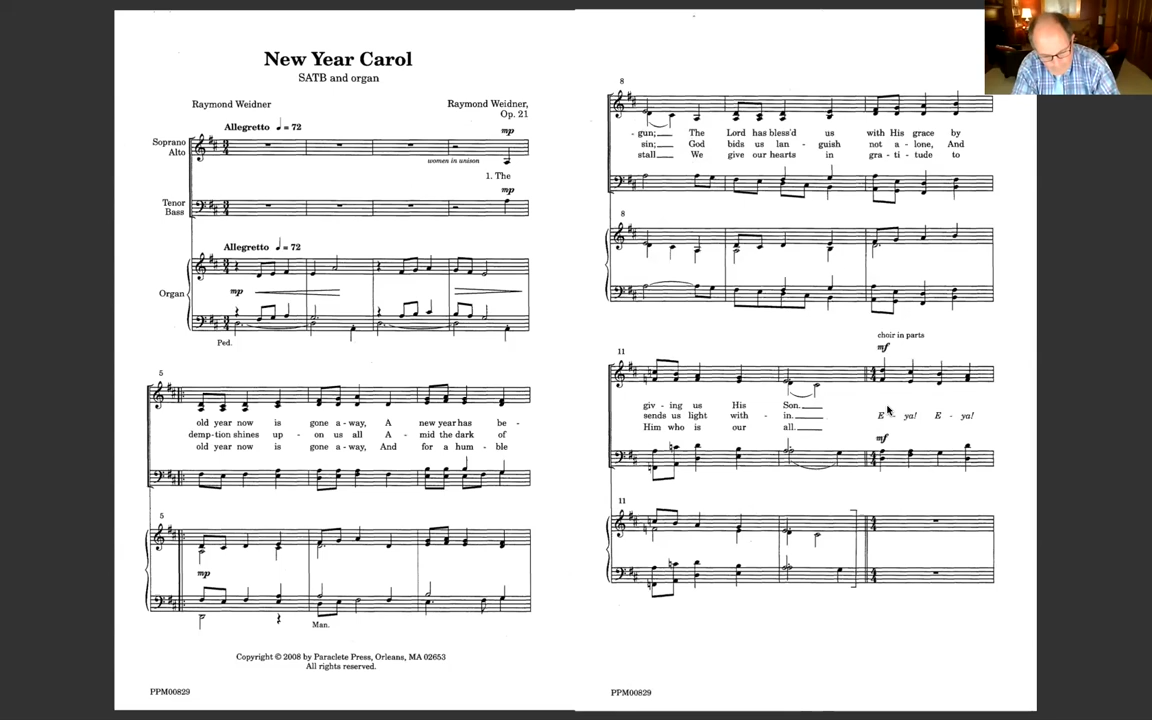 New Year Carol
SATB and organ
Raymond Weidner
Raymond Weidner,
Op. 21
Allegretto ♩ = 72
mp
Soprano
Alto
women in unison
1. The
mp
Tenor
Bass
Allegretto ♩ = 72
Organ
mp
Ped.
5
old year now is gone a - way, A new year has be -
demp - tion shines up - on us all A - mid the dark of
old year now is gone a - way, And for a hum - ble
5
mp
Man.
Copyright © 2008 by Paraclete Press, Orleans, MA 02653
All rights reserved.
PPM00829
8
- gun; The Lord has bless'd us with His grace by
sin; God bids us lan - guish not a - lone, And
stall We give our hearts in gra - ti - tude to
8
choir in parts
mf
11
giv - ing us His Son.
sends us light with - in. E - ya! E - ya!
Him who is our all.
mf
11
PPM00829